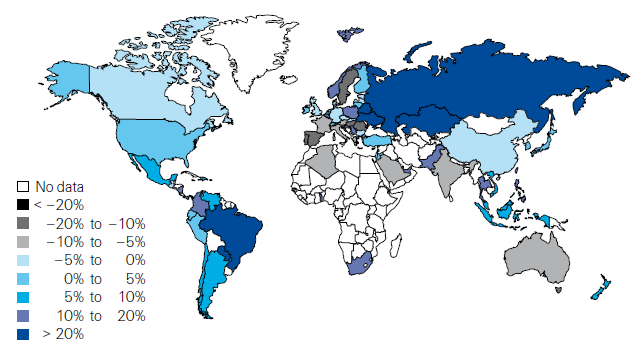 No data
< –20%
–20% to –10%
–10% to –5%
–5% to 0%
0% to 5%
5% to 10%
10% to 20%
> 20%